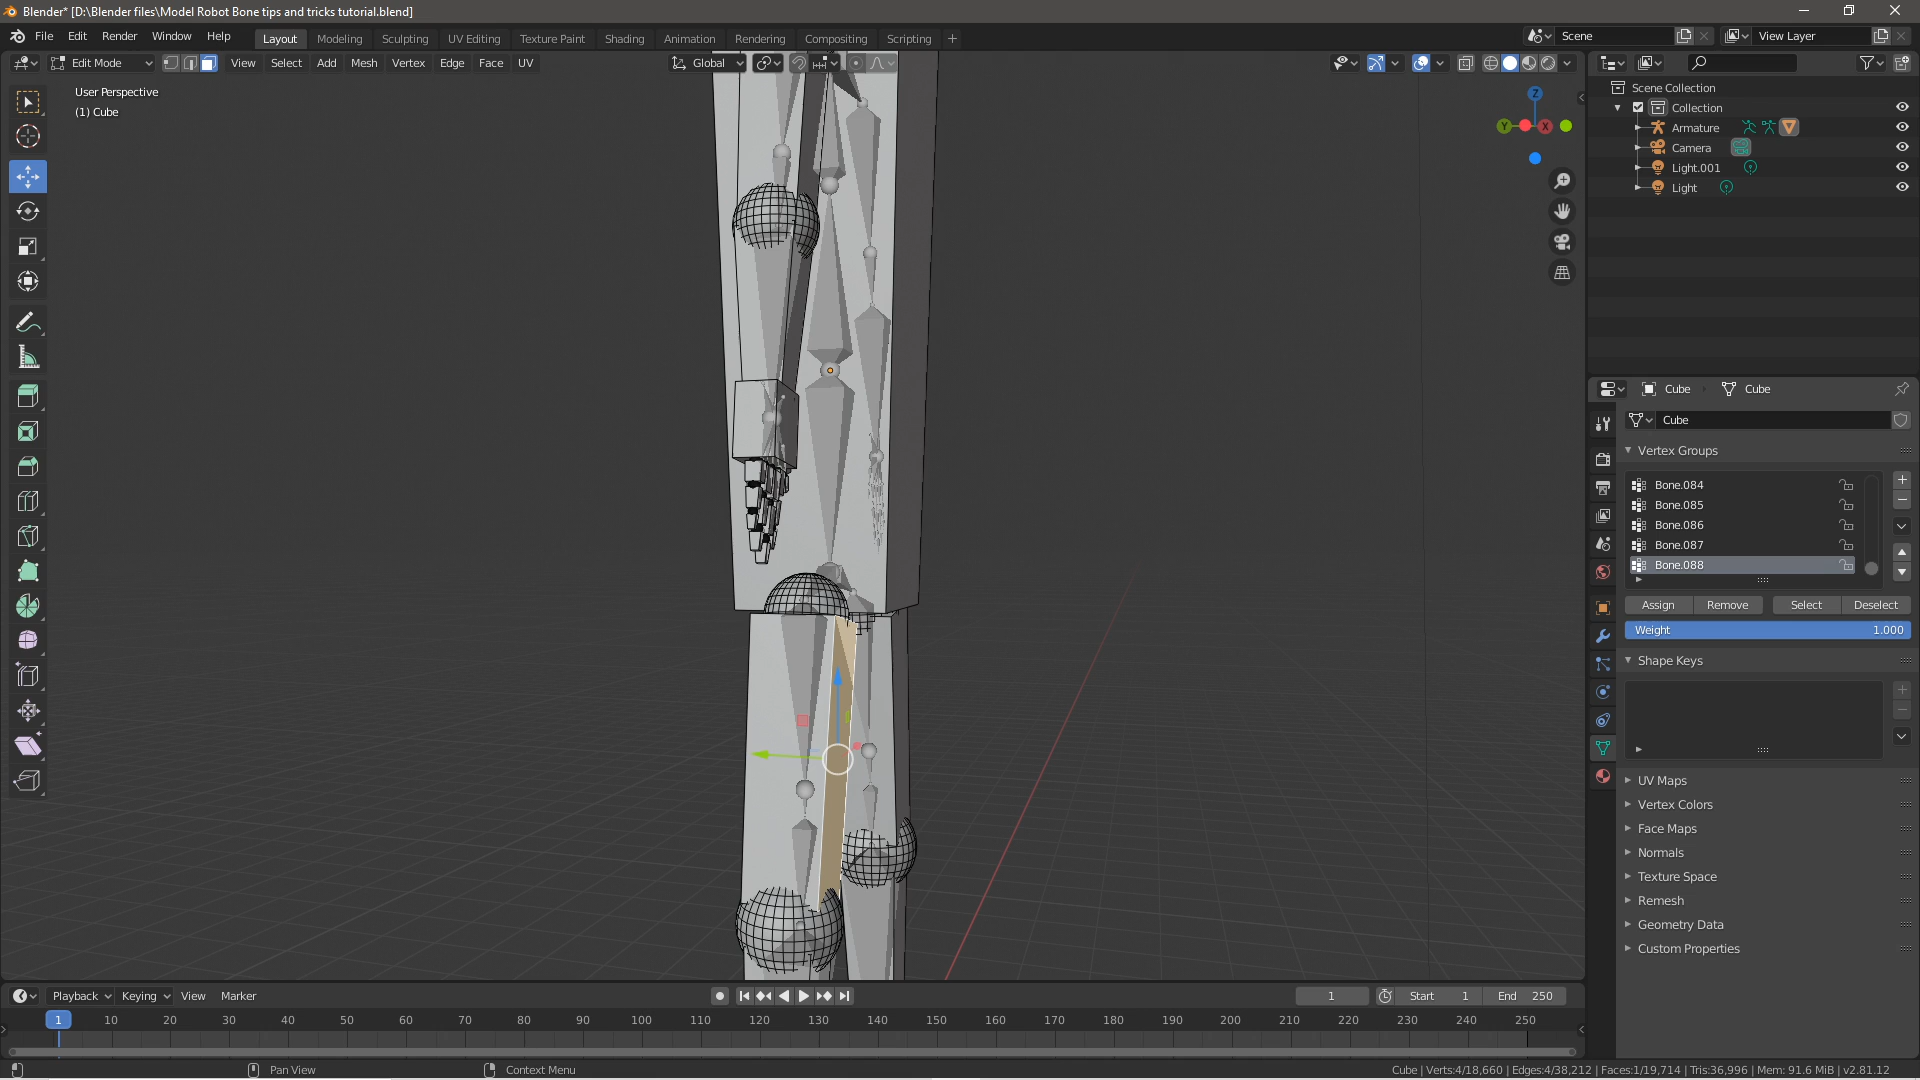 Blender* [D:\Blender files\Model Robot Bone tips and tricks tutorial.blend]
File Edit Render Window Help Layout Modeling Sculpting UV Editing Texture Paint Shading Animation Rendering Compositing Scripting Scene View Layer
Edit Mode View Select Add Mesh Vertex Edge Face UV Global
User Perspective
(1) Cube
Z
Y X
Scene Collection
Collection
Armature
Camera
Light.001
Light
Cube Cube
Cube
Vertex Groups
Bone.084
Bone.085
Bone.086
Bone.087
Bone.088
Assign Remove Select Deselect
Weight 1.000
Shape Keys
UV Maps
Vertex Colors
Face Maps
Normals
Texture Space
Remesh
Geometry Data
Custom Properties
Playback Keying View Marker 1 Start 1 End 250
1 10 20 30 40 50 60 70 80 90 100 110 120 130 140 150 160 170 180 190 200 210 220 230 240 250
Pan View Context Menu Cube | Verts:4/18,660 | Edges:4/38,212 | Faces:1/19,714 | Tris:36,996 | Mem: 91.6 MiB | v2.81.12